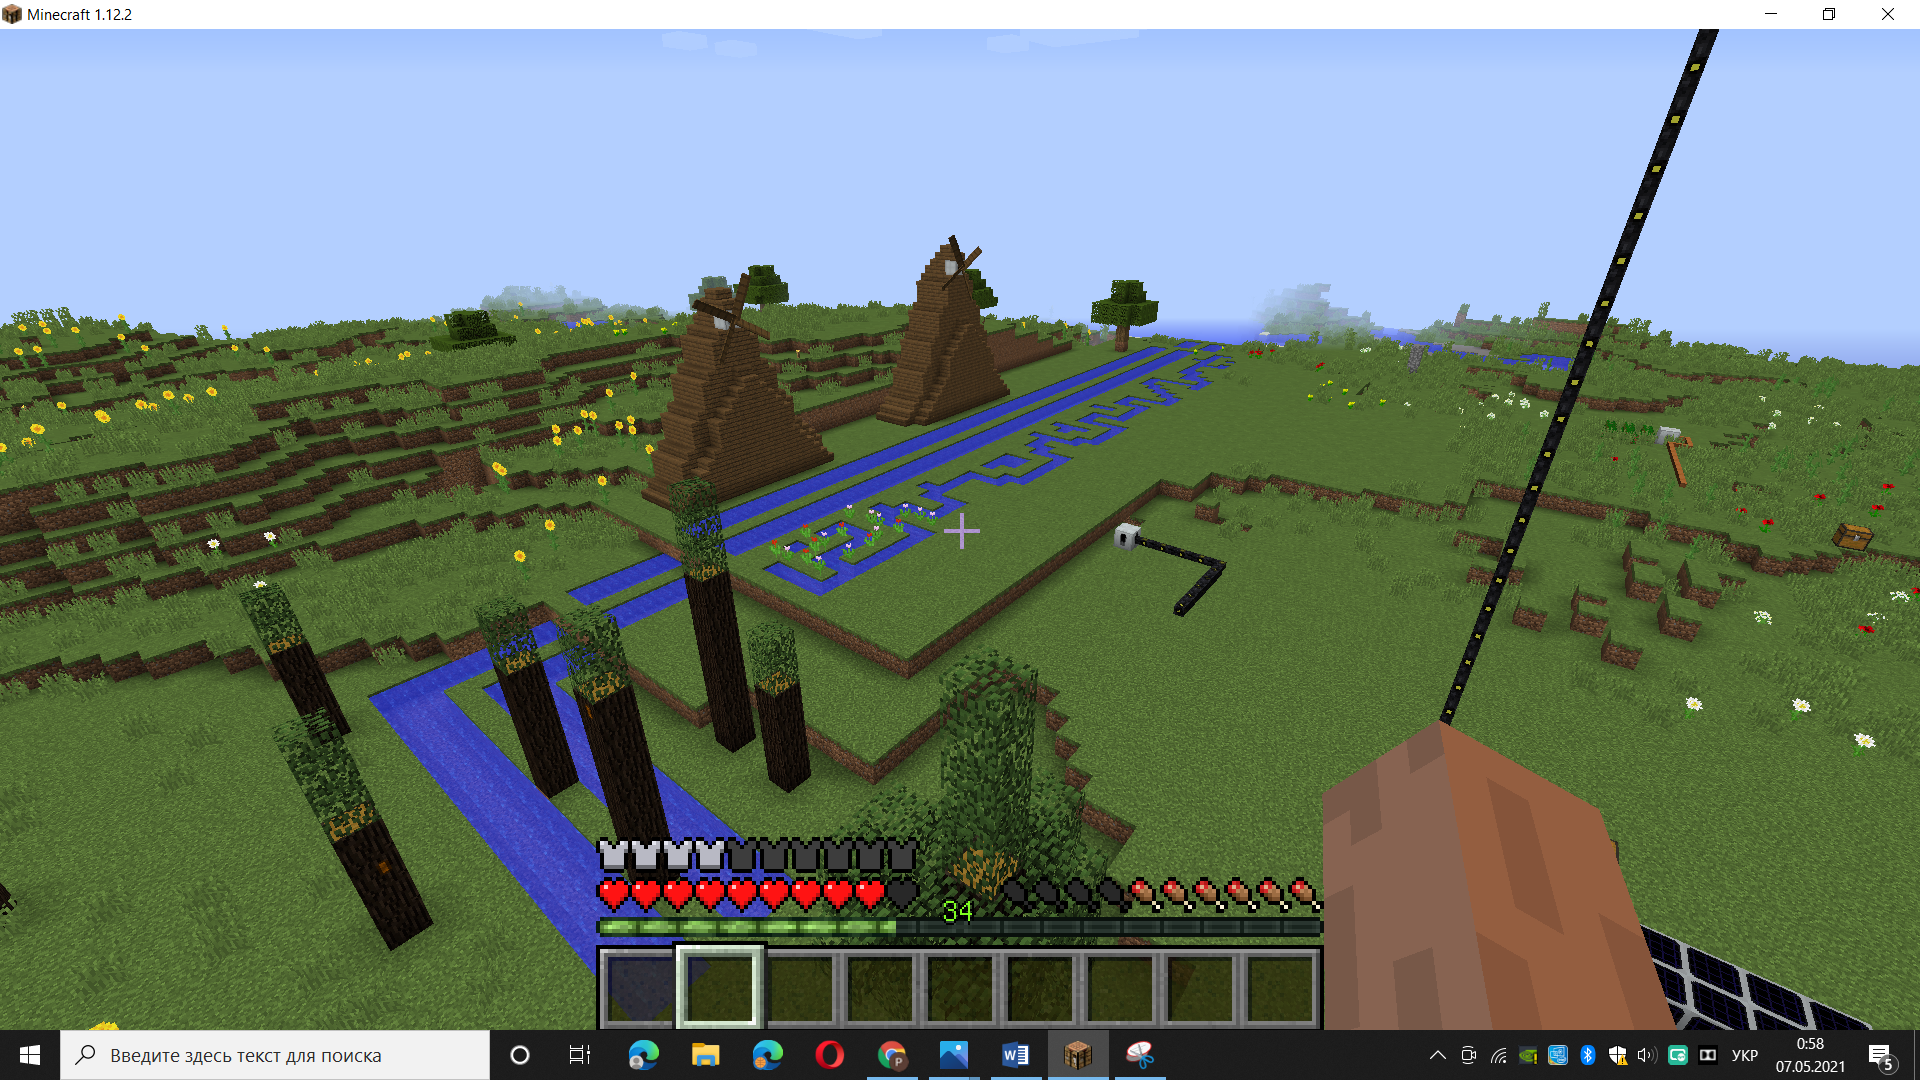 Minecraft 1.12.2
34
Введите здесь текст для поиска
P
W
УКР
0:58
07.05.2021
5